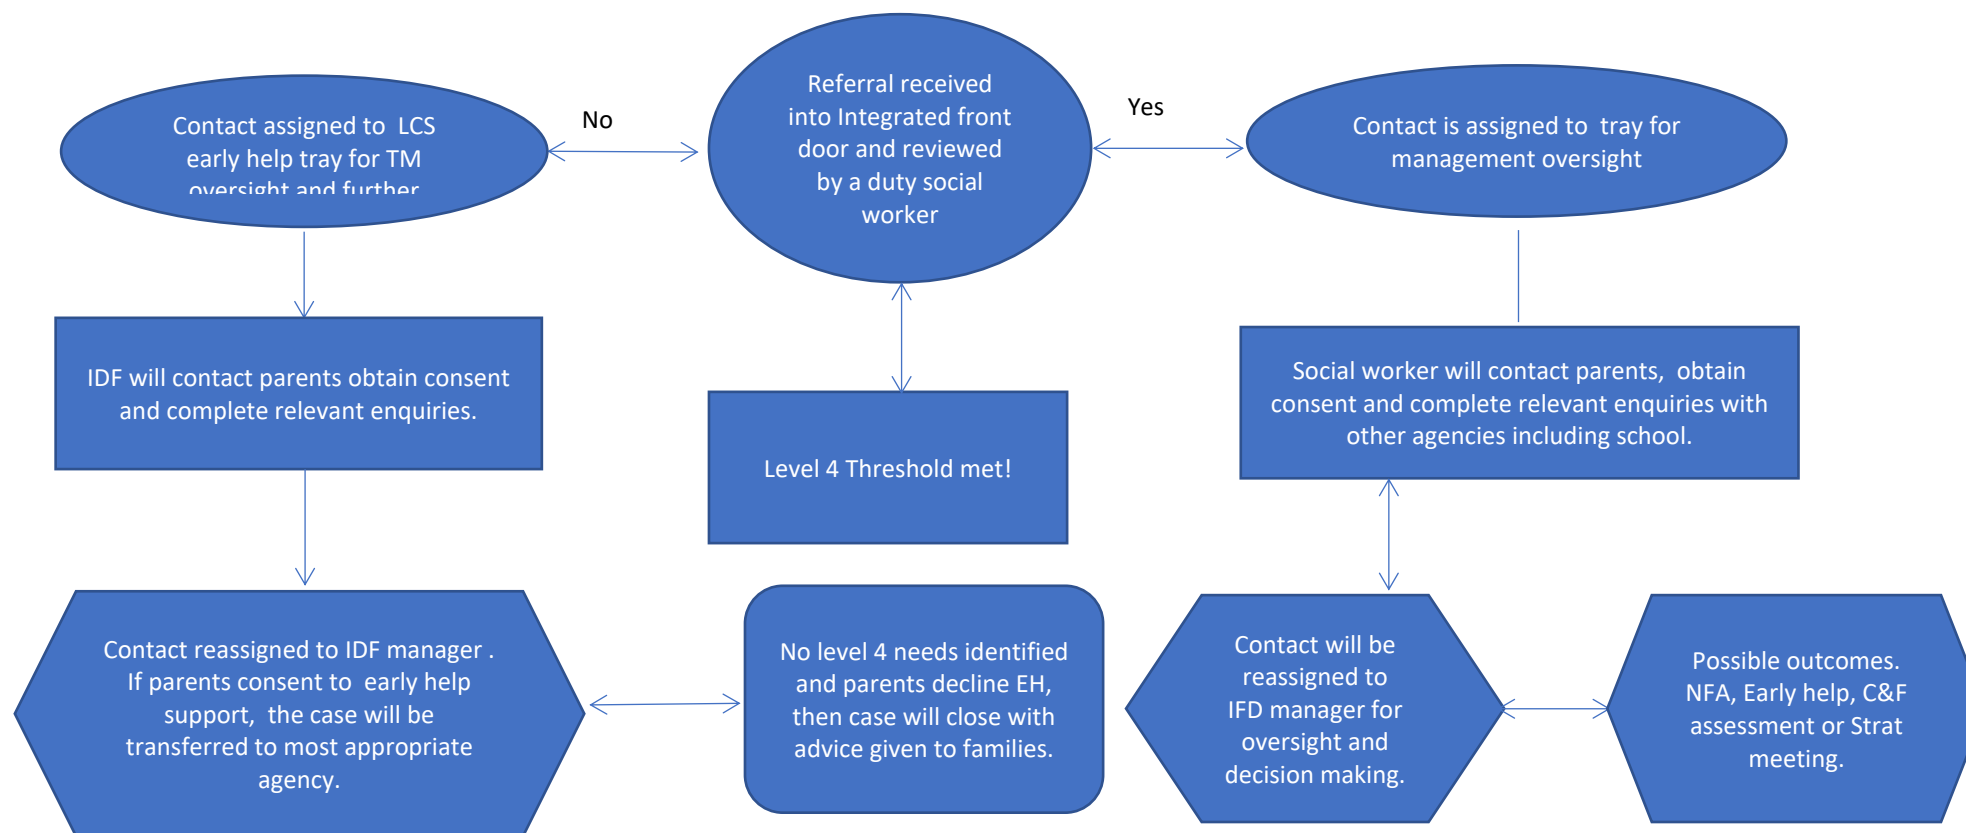 Contact assigned to  LCS
early help tray for TM
oversight and further
No
Referral received
into Integrated front
door and reviewed
by a duty social
worker
Yes
Contact is assigned to  tray for
management oversight
IDF will contact parents obtain consent
and complete relevant enquiries.
Level 4 Threshold met!
Social worker will contact parents,  obtain
consent and complete relevant enquiries with
other agencies including school.
Contact reassigned to IDF manager .
If parents consent to  early help
support,  the case will be
transferred to most appropriate
agency.
No level 4 needs identified
and parents decline EH,
then case will close with
advice given to families.
Contact will be
reassigned to
IFD manager for
oversight and
decision making.
Possible outcomes.
NFA, Early help, C&F
assessment or Strat
meeting.